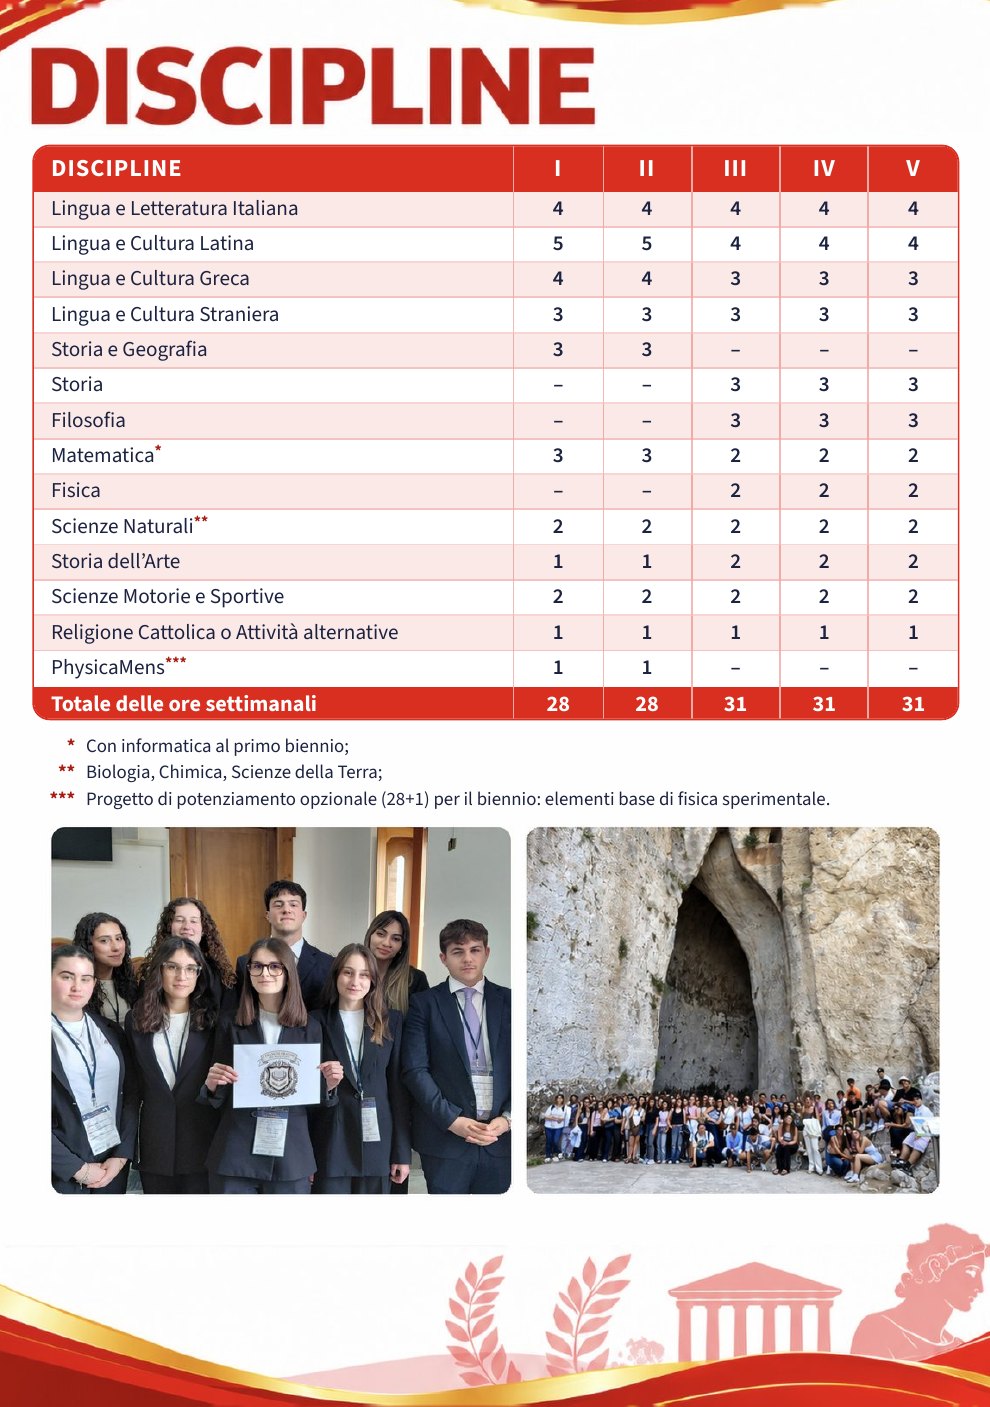 DISCIPLINE
DISCIPLINE I II III IV V
Lingua e Letteratura Italiana 4 4 4 4 4
Lingua e Cultura Latina 5 5 4 4 4
Lingua e Cultura Greca 4 4 3 3 3
Lingua e Cultura Straniera 3 3 3 3 3
Storia e Geografia 3 3 – – –
Storia – – 3 3 3
Filosofia – – 3 3 3
Matematica* 3 3 2 2 2
Fisica – – 2 2 2
Scienze Naturali** 2 2 2 2 2
Storia dell’Arte 1 1 2 2 2
Scienze Motorie e Sportive 2 2 2 2 2
Religione Cattolica o Attività alternative 1 1 1 1 1
PhysicaMens*** 1 1 – – –
Totale delle ore settimanali 28 28 31 31 31
* Con informatica al primo biennio;
** Biologia, Chimica, Scienze della Terra;
*** Progetto di potenziamento opzionale (28+1) per il biennio: elementi base di fisica sperimentale.